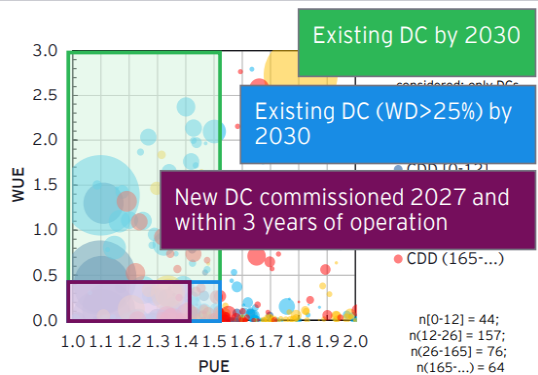 Existing DC by 2030
3.0
2.5
Existing DC (WD>25%) by
2030
2.0
WUE
1.5
New DC commissioned 2027 and
within 3 years of operation
1.0
0.5
CDD (165-...)
0.0
1.0 1.1 1.2 1.3 1.4 1.5 1.6 1.7 1.8 1.9 2.0
PUE
n[0-12] = 44;
n(12-26) = 157;
n(26-165) = 76;
n(165-...) = 64